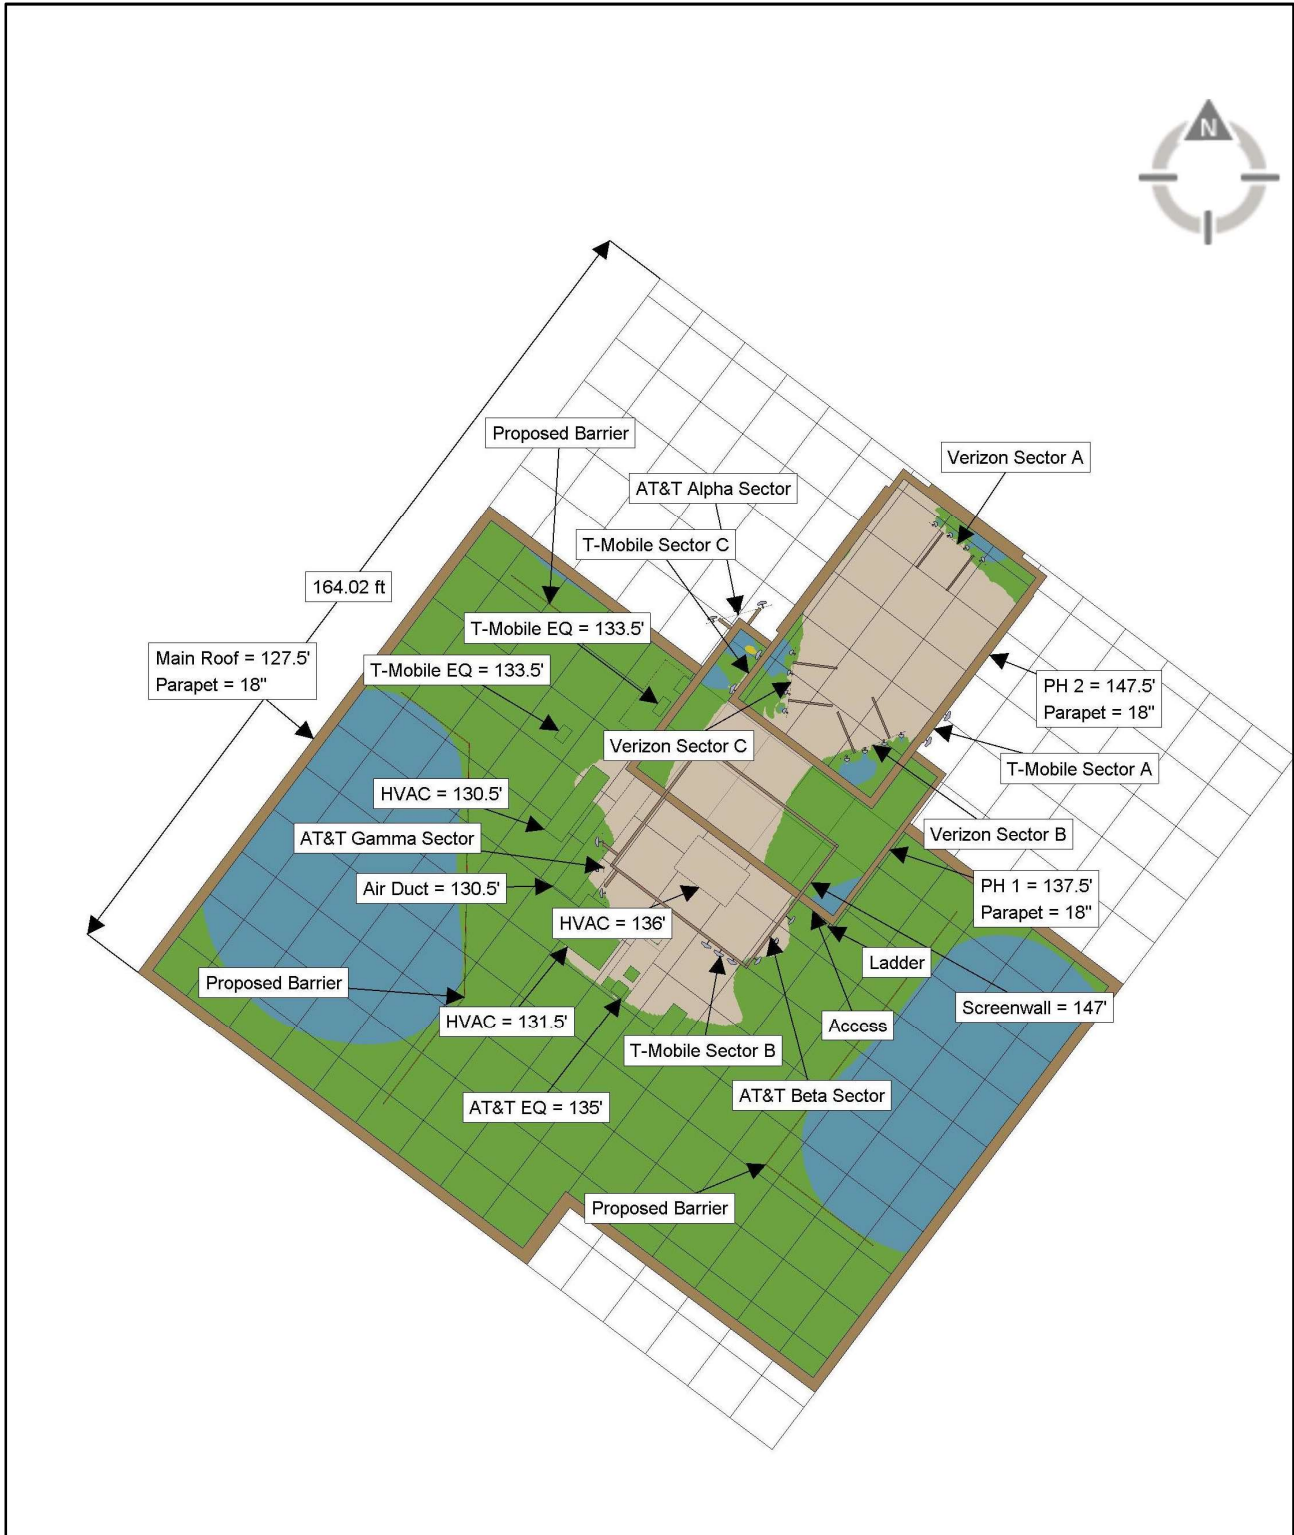 N
Verizon Sector A
Proposed Barrier
AT&T Alpha Sector
T-Mobile Sector C
164.02 ft
T-Mobile EQ = 133.5'
Main Roof = 127.5'
Parapet = 18"
T-Mobile EQ = 133.5'
PH 2 = 147.5'
Parapet = 18"
Verizon Sector C
T-Mobile Sector A
HVAC = 130.5'
AT&T Gamma Sector
Verizon Sector B
Air Duct = 130.5'
PH 1 = 137.5'
Parapet = 18"
HVAC = 136'
Ladder
Proposed Barrier
Screenwall = 147'
HVAC = 131.5'
Access
T-Mobile Sector B
AT&T Beta Sector
AT&T EQ = 135'
Proposed Barrier